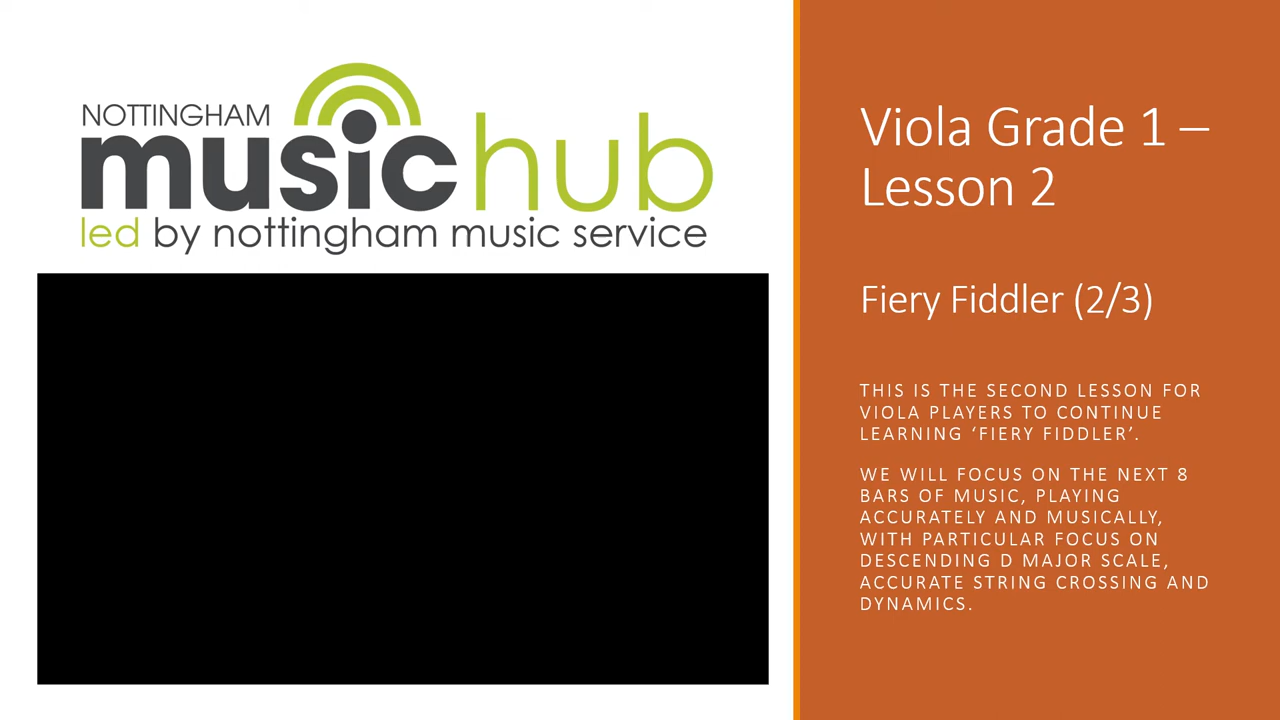 NOTTINGHAM
musichub
led by nottingham music service
Viola Grade 1 –
Lesson 2
Fiery Fiddler (2/3)
THIS IS THE SECOND LESSON FOR
VIOLA PLAYERS TO CONTINUE
LEARNING ‘FIERY FIDDLER’.
WE WILL FOCUS ON THE NEXT 8
BARS OF MUSIC, PLAYING
ACCURATELY AND MUSICALLY,
WITH PARTICULAR FOCUS ON
DESCENDING D MAJOR SCALE,
ACCURATE STRING CROSSING AND
DYNAMICS.